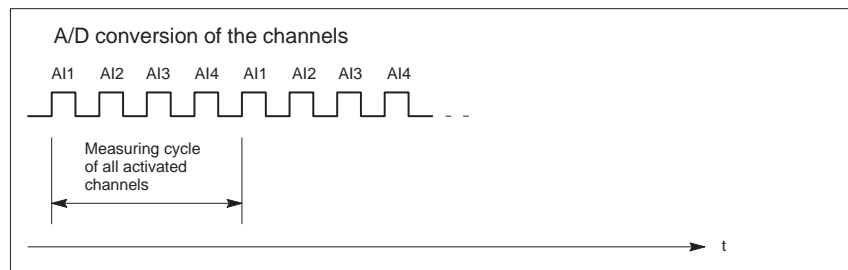 A/D conversion of the channels
AI1 AI2 AI3 AI4 AI1 AI2 AI3 AI4
Measuring cycle
of all activated
channels
t